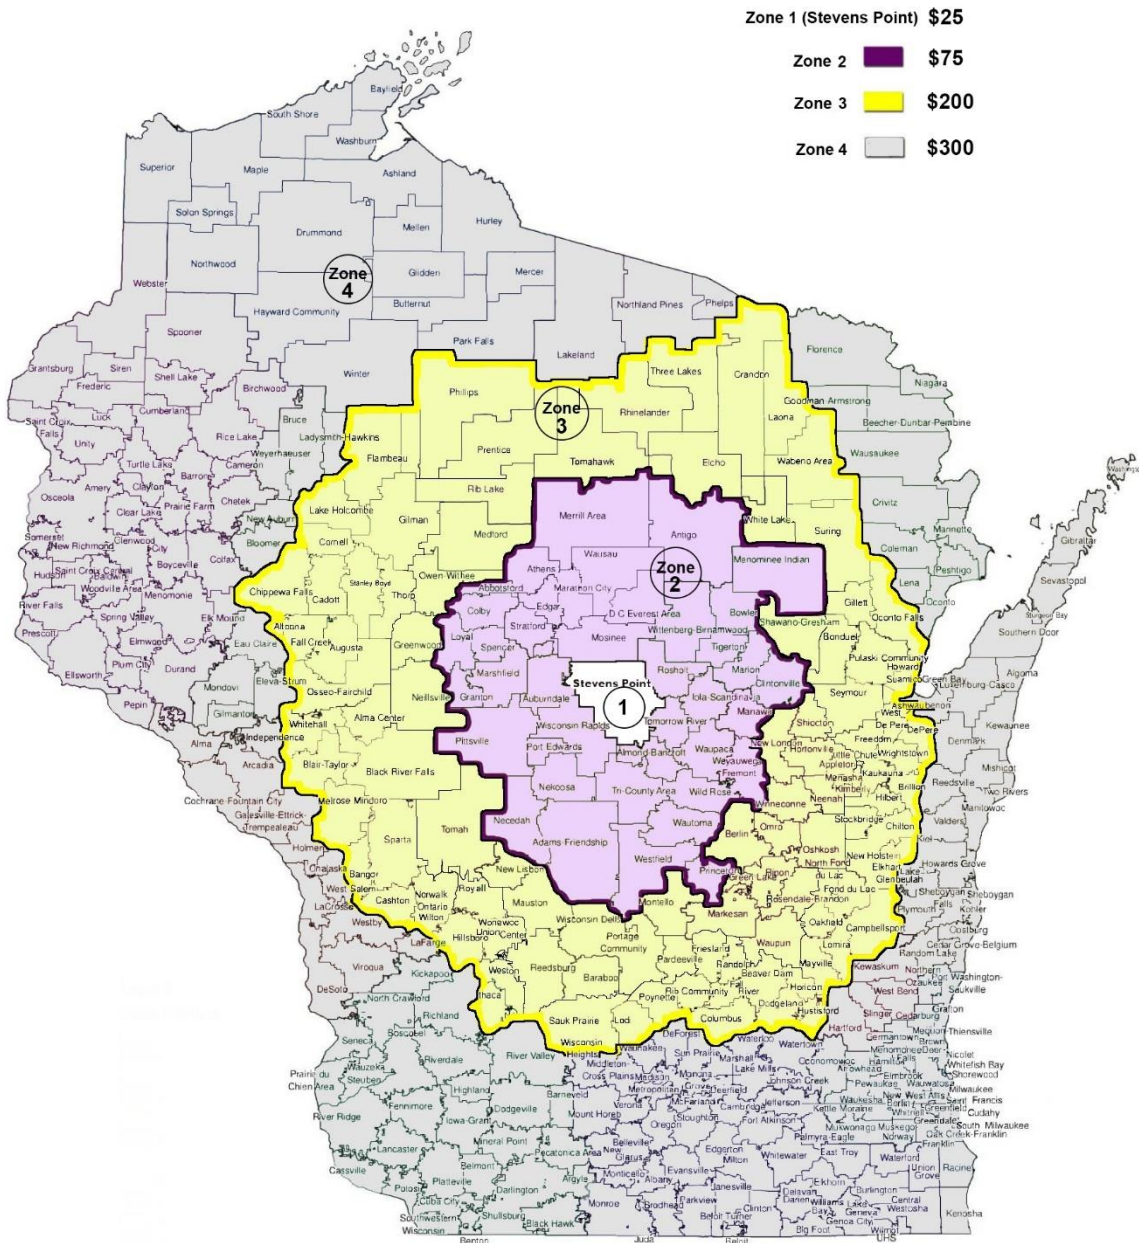 Zone 1 (Stevens Point) $25
Zone 2 $75
Zone 3 $200
Zone 4 $300
Bayfield
South Shore
Washburn
Superior
Maple
Ashland
Solon Springs
Hurley
Drummond
Mellen
Northwood
Zone 4
Glidden
Mercer
Webster
Butternut
Northland Pines
Phelps
Hayward Community
Spooner
Park Falls
Lakeland
Florence
Grantsburg
Siren
Shell Lake
Winter
Three Lakes
Crandon
Frederic
Birchwood
Phillips
Niagara
Luck
Cumberland
Bruce
Zone 3
Rhinelander
Laona
Goodman-Armstrong
Saint Croix Falls
Unity
Rice Lake
Ladysmith-Hawkins
Beecher-Dunbar-Pembine
Turtle Lake
Cameron
Weyerhaeuser
Flambeau
Prentice
Tomahawk
Elcho
Wabeno Area
Wausaukee
Amery
Clayton
Barron
Osceola
Clear Lake
Prairie Farm
Chetek
Rib Lake
Lake Holcombe
Merrill Area
White Lake
Crivitz
Somerset
New Richmond
Glenwood City
New Auburn
Gilman
Medford
Antigo
Suring
Marinette
Gibraltar
Bloomer
Cornell
Wausau
Menominee Indian
Coleman
Hudson
Saint Croix Central
Baldwin
Boyceville
Colfax
Owen-Withee
Athens
Zone 2
Peshtigo
Lena
Woodville Area
Menomonie
Chippewa Falls
Cadott
Stanley Boyd
Thorp
Abbotsford
Marathon City
Sevastopol
River Falls
Spring Valley
Elk Mound
Colby
Edgar
D C Everest Area
Bowler
Gillett
Oconto
Oconto Falls
Sturgeon Bay
Prescott
Elmwood
Altoona
Fall Creek
Augusta
Greenwood
Loyal
Stratford
Mosinee
Wittenberg-Birnamwood
Shawano-Gresham
Southern Door
Eau Claire
Spencer
Tigerton
Bonduel
Pulaski Community
Ellsworth
Plum City
Durand
Mondovi
Eleva-Strum
Marshfield
Stevens Point
Rosholt
Marion
Howard
Suamico
Green Bay
Algoma
Luxemburg-Casco
Pepin
Gilmanton
Osseo-Fairchild
Neillsville
Granton
Auburndale
1
Iola-Scandinavia
Clintonville
Seymour
Ashwaubenon
Whitehall
Independence
Alma Center
Wisconsin Rapids
Tomorrow River
Manawa
Shiocton
West De Pere
DePere
Kewaunee
Alma
Pittsville
Port Edwards
Almond-Bancroft
Waupaca
New London
Hortonville
Freedom
Little Chute
Wrightstown
Denmark
Arcadia
Blair-Taylor
Black River Falls
Weyauwega
Fremont
Appleton
Menasha
Kaukauna
Kimberly
Mishicot
Reedsville
Two Rivers
Cochrane-Fountain City
Melrose Mindoro
Nekoosa
Tri-County Area
Wild Rose
Winneconne
Neenah
Hilbert
Brillion
Manitowoc
Galesville-Ettrick-Trempealeau
Necedah
Wautoma
Omro
Stockbridge
Chilton
Valders
Sparta
Tomah
Adams-Friendship
Berlin
Oshkosh
Kiel
Holmen
Westfield
Princeton
Green Lake
Ripon
North Fond du Lac
New Holstein
Elkhart Lake
Glenbeulah
Howards Grove
Onalaska
Bangor
New Lisbon
Rosendale-Brandon
Fond du Lac
Sheboygan
Sheboygan Falls
West Salem
LaCrosse
Cashton
Norwalk Ontario Wilton
Royall
Mauston
Montello
Markesan
Oakfield
Campbellsport
Plymouth
Kohler
Westby
Wonewoc Union Center
Wisconsin Dells
Portage Community
Waupun
Lomira
Oostburg
Cedar Grove-Belgium
LaFarge
Hillsboro
Friesland
Pardeeville
Randolph
Mayville
Random Lake
Viroqua
Kickapoo
Weston
Reedsburg
Baraboo
Beaver Dam
Kewaskum
Northern Ozaukee
Port Washington-Saukville
DeSoto
Ithaca
Poynette
Horicon
West Bend
North Crawford
Richland
Sauk Prairie
Lodi
Columbus
Dodgeland
Hustisford
Slinger
Cedarburg
Grafton
Seneca
Boscobel
Wisconsin Heights
Waunakee
DeForest
Waterloo
Watertown
Hartford
Germantown
Mequon-Thiensville
Wauzeka Steuben
Riverdale
River Valley
Middleton-Cross Plains
Sun Prairie
Marshall
Lake Mills
Oconomowoc
Arrowhead
Nicolet
Whitefish Bay
Prairie du Chien Area
Highland
Barneveld
Madison Metropolitan
Monona Grove
Deerfield
Johnson Creek
Pewaukee
Elmbrook
Wauwatosa
Shorewood
Milwaukee
River Ridge
Fennimore
Iowa-Grant
Dodgeville
Mount Horeb
Verona
McFarland
Cambridge
Jefferson
Kettle Moraine
Waukesha
Saint Francis
Cudahy
Stoughton
Oregon
Fort Atkinson
Mukwonago
Muskego
Greenfield
Greendale
South Milwaukee
Lancaster
Mineral Point
Pecatonica Area
Belleville
New Glarus
Edgerton
Milton
Whitewater
Palmyra-Eagle
East Troy
Norway
Franklin
Oak Creek-Franklin
Cassville
Platteville
Belmont
Argyle
Monticello
Albany
Evansville
Waterford
Union Grove
Racine
Potosi
Cuba City
Darlington
Janesville
Elkhorn
Burlington
Southwestern Wisconsin
Shullsburg
Black Hawk
Monroe
Brodhead
Parkview
Beloit Turner
Clinton
Delavan Darien
Williams Bay
Lake Geneva
Genoa City
Big Foot
Central Westosha
Kenosha
Benton
Juda
Beloit
UHS